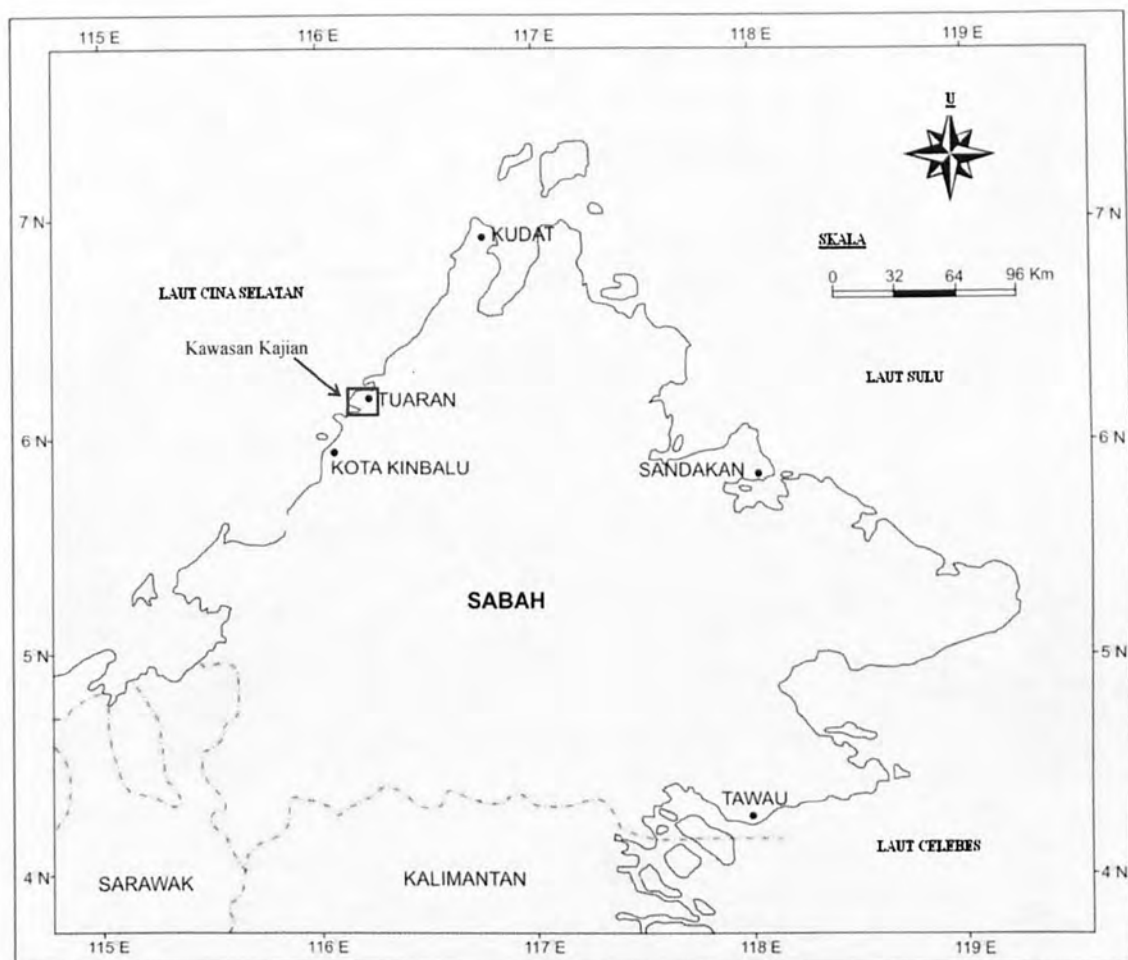 115 E 116 E 117 E 118 E 119 E
U
7 N 7 N
KUDAT
SKALA
0 32 64 96 Km
LAUT CINA SELATAN
Kawasan Kajian
LAUT SULU
TUARAN
6 N 6 N
KOTA KINBALU
SANDAKAN
SABAH
5 N 5 N
TAWAU
LAUT CELEBES
4 N 4 N
SARAWAK
KALIMANTAN
115 E 116 E 117 E 118 E 119 E